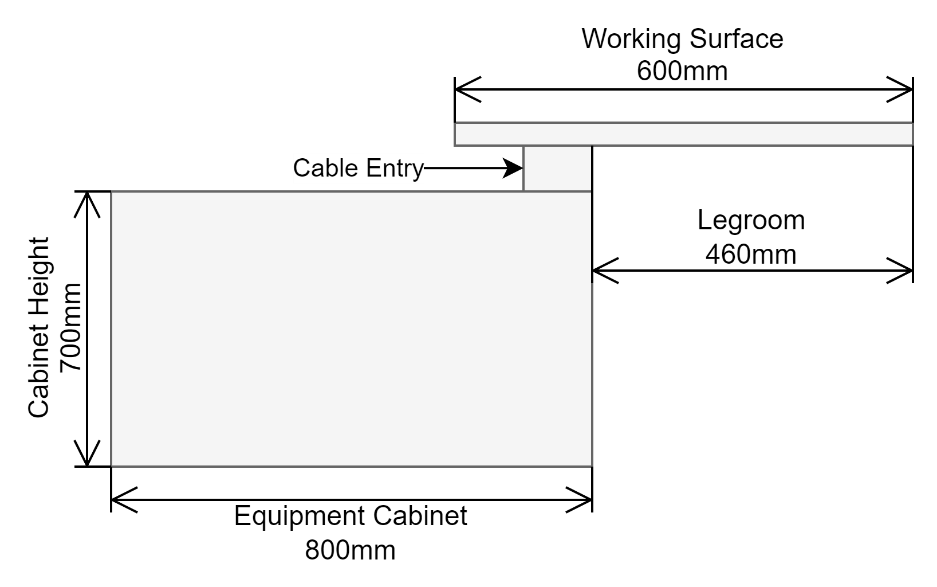 Working Surface
600mm
Cable Entry
Legroom
460mm
Cabinet Height
700mm
Equipment Cabinet
800mm